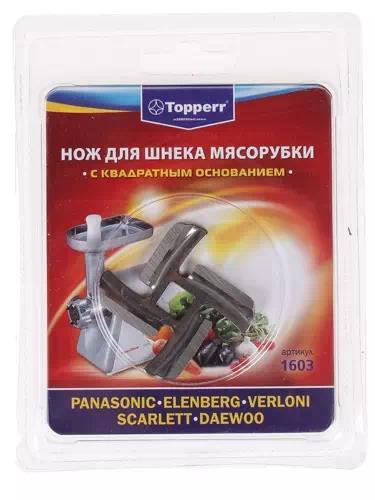 Topperr
НОЖ ДЛЯ ШНЕКА МЯСОРУБКИ
• С КВАДРАТНЫМ ОСНОВАНИЕМ •
артикул
1603
PANASONIC•ELENBERG•VERLONI
SCARLETT•DAEWOO